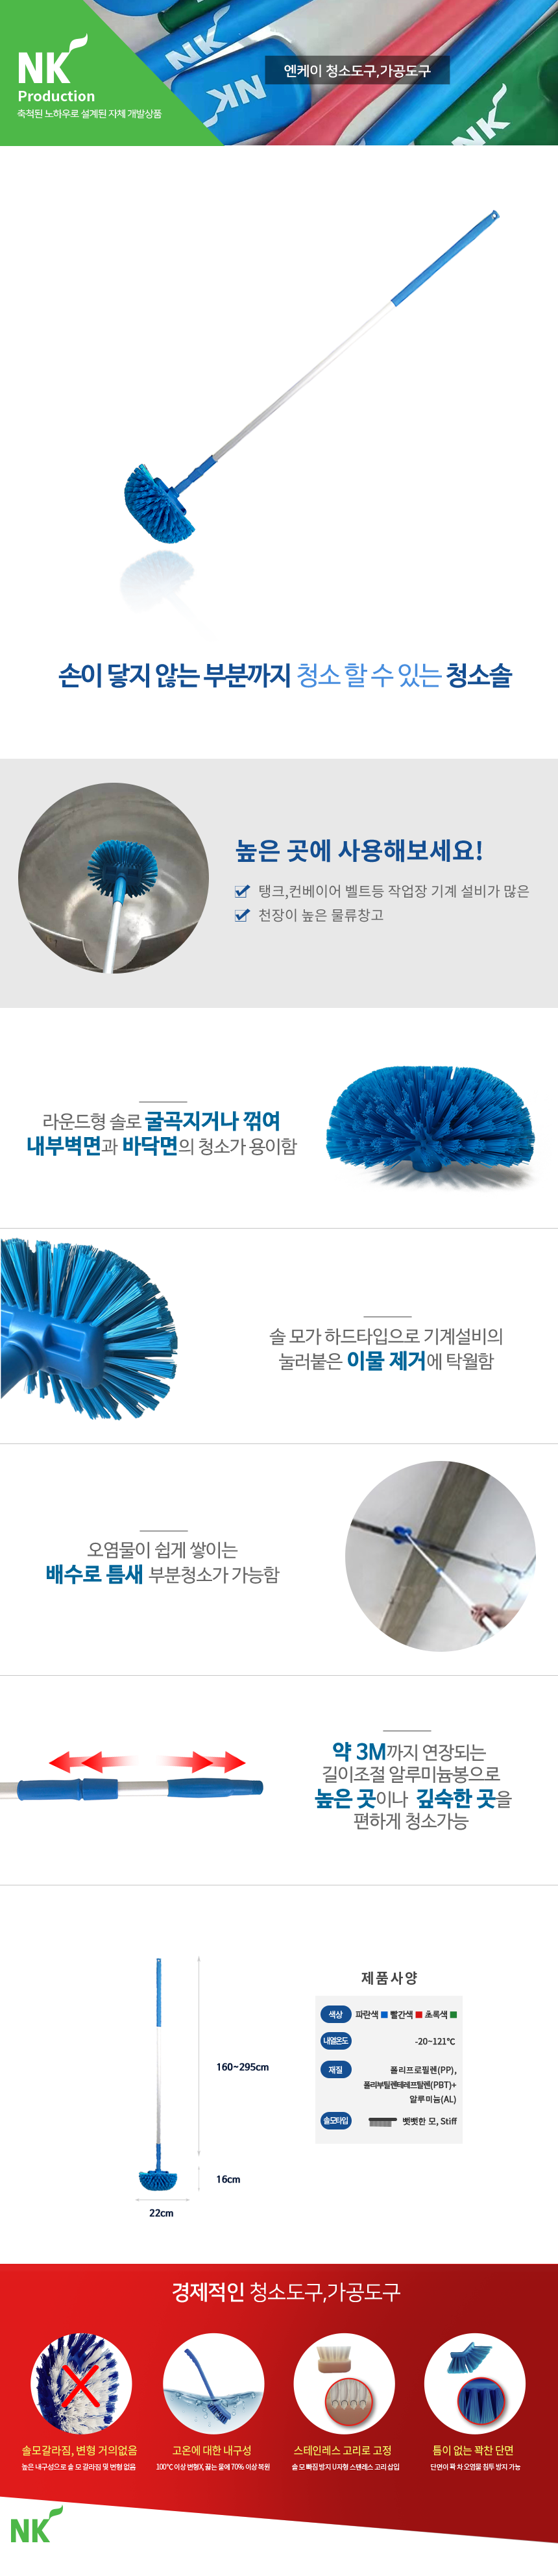 NK
Production
축척된 노하우로 설계된 자체 개발상품
엔케이 청소도구,가공도구
NK
NK
NK
손이 닿지 않는 부분까지 청소 할 수 있는 청소솔
높은 곳에 사용해보세요!
탱크,컨베이어 벨트등 작업장 기계 설비가 많은
천장이 높은 물류창고
라운드형 솔로 굴곡지거나 꺾여
내부벽면과 바닥면의 청소가 용이함
솔 모가 하드타입으로 기계설비의
눌러붙은 이물 제거에 탁월함
오염물이 쉽게 쌓이는
배수로 틈새 부분청소가 가능함
약 3M까지 연장되는
길이조절 알루미늄봉으로
높은 곳이나 깊숙한 곳을
편하게 청소가능
160~295cm
16cm
22cm
제품사양
색상 파란색 빨간색 초록색
내열온도 -20~121℃
재질 폴리프로필렌(PP),
폴리부틸렌테레프탈렌(PBT)+
알루미늄(AL)
솔모타입 뻣뻣한 모, Stiff
경제적인 청소도구,가공도구
솔모갈라짐, 변형 거의없음
높은 내구성으로 솔 모 갈라짐 및 변형 없음
고온에 대한 내구성
100℃ 이상 변형X, 끓는 물에 70% 이상 복원
스테인레스 고리로 고정
솔 모 빠짐 방지 U자형 스텐레스 고리 삽입
틈이 없는 꽉찬 단면
단면이 꽉 차 오염물 침투 방지 가능
NK